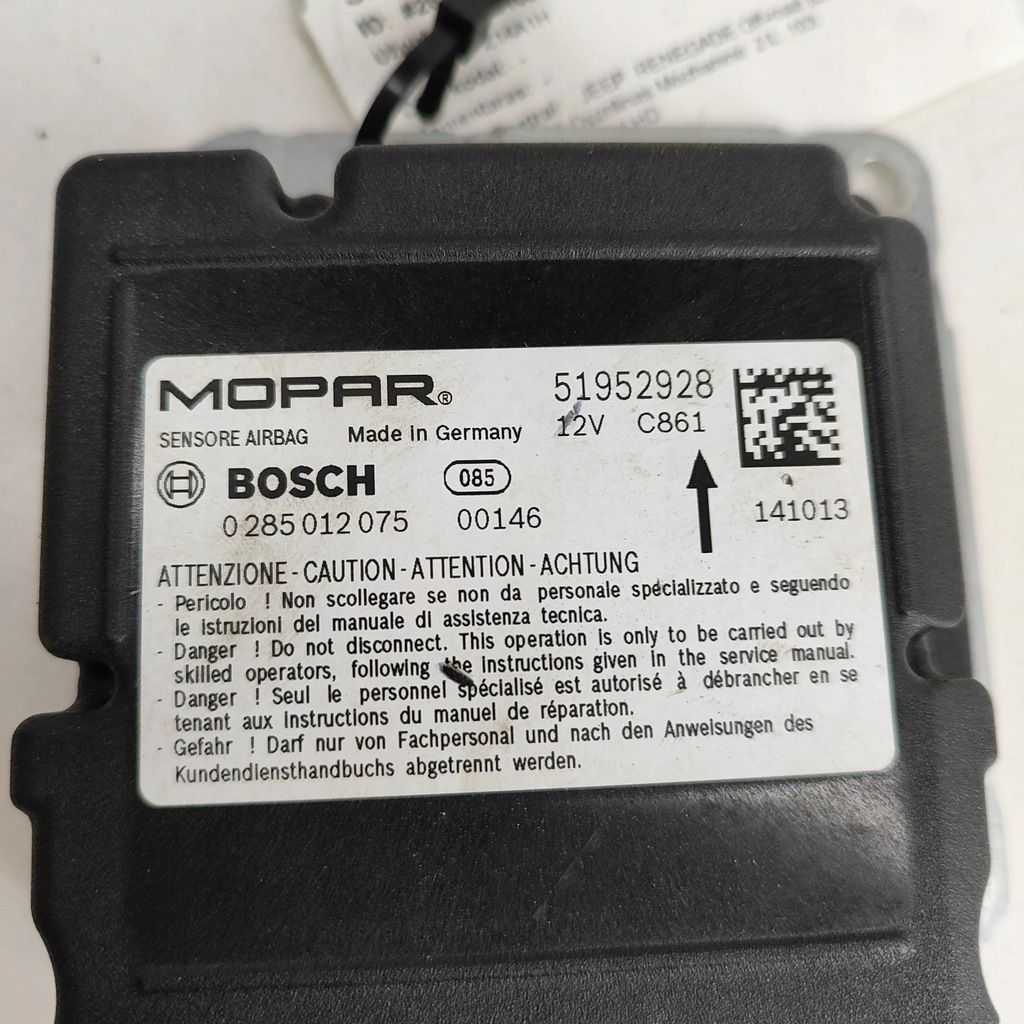 JEEP RENEGADE Offroad
MOPAR®
51952928
SENSORE AIRBAG Made in Germany 12V C861
BOSCH 085
0 285 012 075 00146 141013
ATTENZIONE - CAUTION - ATTENTION - ACHTUNG
- Pericolo ! Non scollegare se non da personale spécializzato e seguendo
le istruzioni del manuale di assistenza tecnica.
- Danger ! Do not disconnect. This operation is only to be carried out by
skilled operators, following the instructions given in the service manual.
- Danger ! Seul le personnel spécialisé est autorisé à débrancher en se
tenant aux instructions du manuel de réparation.
- Gefahr ! Darf nur von Fachpersonal und nach den Anweisungen des
Kundendiensthandbuchs abgetrennt werden.